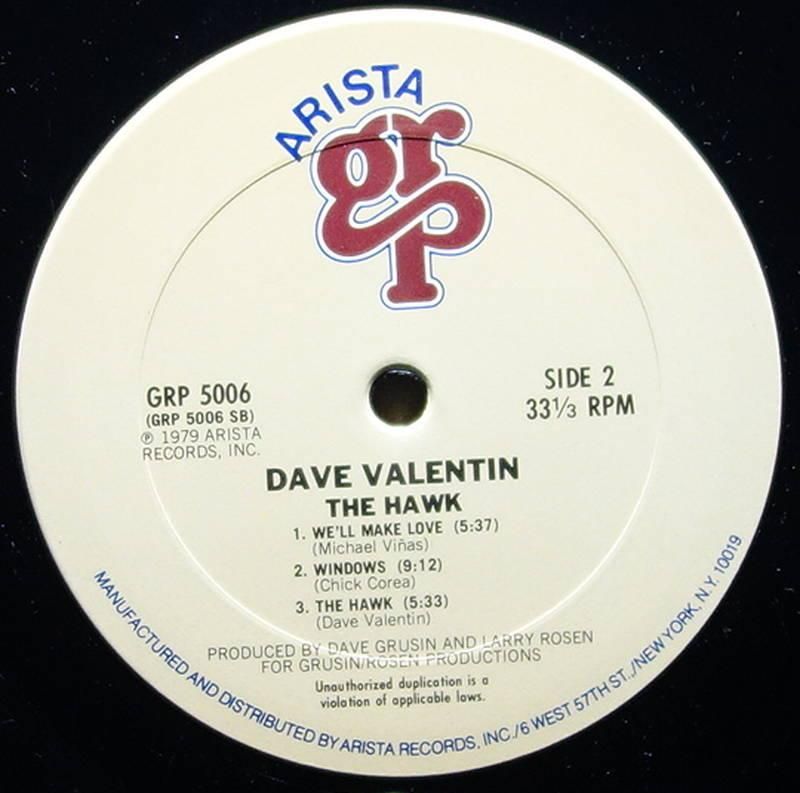 ARISTA
grp
GRP 5006
(GRP 5006 SB)
℗ 1979 ARISTA
RECORDS, INC.
SIDE 2
33⅓ RPM
DAVE VALENTIN
THE HAWK
1. WE'LL MAKE LOVE (5:37)
(Michael Viñas)
2. WINDOWS (9:12)
(Chick Corea)
3. THE HAWK (5:33)
(Dave Valentin)
PRODUCED BY DAVE GRUSIN AND LARRY ROSEN
FOR GRUSIN/ROSEN PRODUCTIONS
Unauthorized duplication is a
violation of applicable laws.
MANUFACTURED AND DISTRIBUTED BY ARISTA RECORDS, INC./6 WEST 57TH ST./NEW YORK, N.Y. 10019